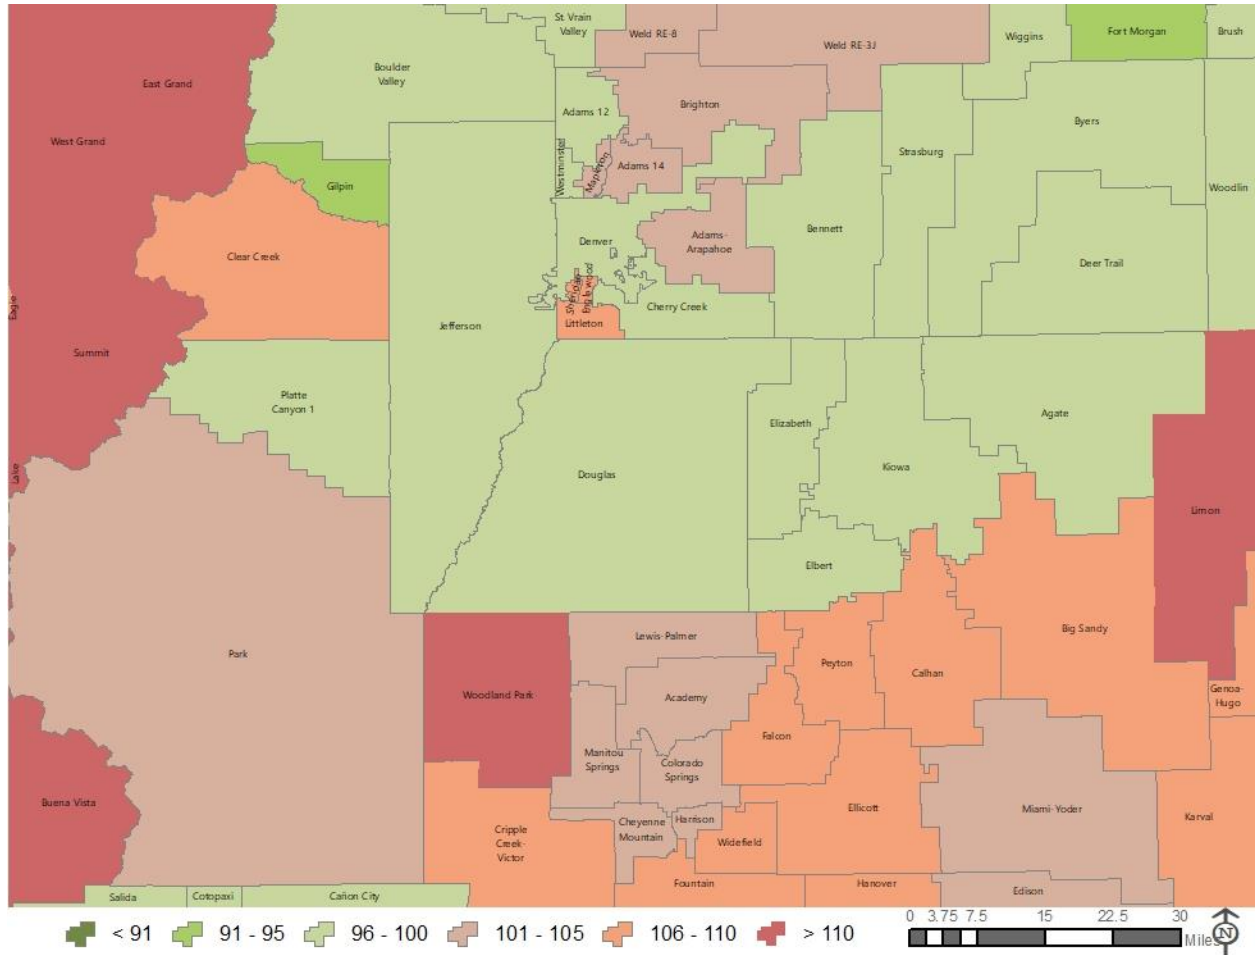 St. Vrain
Valley
Weld RE-8
Weld RE-3J
Wiggins
Fort Morgan
Brush
East Grand
Boulder
Valley
Adams 12
Brighton
Byers
West Grand
Westminster
Mapleton
Adams 14
Strasburg
Gilpin
Woodlin
Clear Creek
Denver
Adams-
Arapahoe
Bennett
Deer Trail
Eagle
Sheridan
Englewood
Cherry Creek
Littleton
Jefferson
Summit
Platte
Canyon 1
Elizabeth
Agate
Lake
Douglas
Kiowa
Limon
Elbert
Park
Lewis-Palmer
Big Sandy
Peyton
Calhan
Woodland Park
Academy
Genoa-
Hugo
Falcon
Manitou
Springs
Colorado
Springs
Buena Vista
Ellicott
Miami-Yoder
Karval
Cripple
Creek-
Victor
Cheyenne
Mountain
Harrison
Widefield
Fountain
Hanover
Edison
Salida
Cotopaxi
Cañon City
< 91
91 - 95
96 - 100
101 - 105
106 - 110
> 110
0 3.75 7.5 15 22.5 30
Miles
N